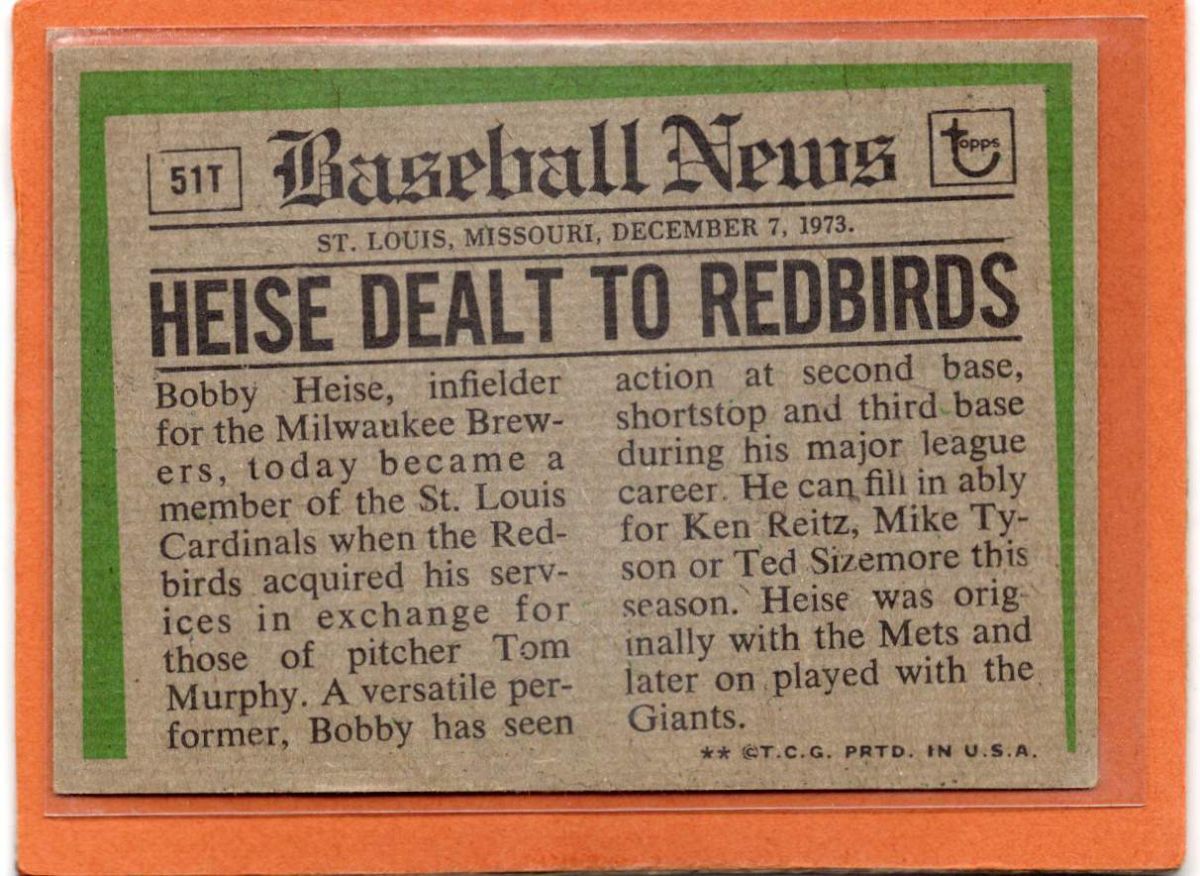 51T
Baseball News
topps
ST. LOUIS, MISSOURI, DECEMBER 7, 1973.
HEISE DEALT TO REDBIRDS
Bobby Heise, infielder
for the Milwaukee Brew-
ers, today became a
member of the St. Louis
Cardinals when the Red-
birds acquired his serv-
ices in exchange for
those of pitcher Tom
Murphy. A versatile per-
former, Bobby has seen
action at second base,
shortstop and third base
during his major league
career. He can fill in ably
for Ken Reitz, Mike Ty-
son or Ted Sizemore this
season. Heise was orig-
inally with the Mets and
later on played with the
Giants.
** ©T.C.G. PRTD. IN U.S.A.